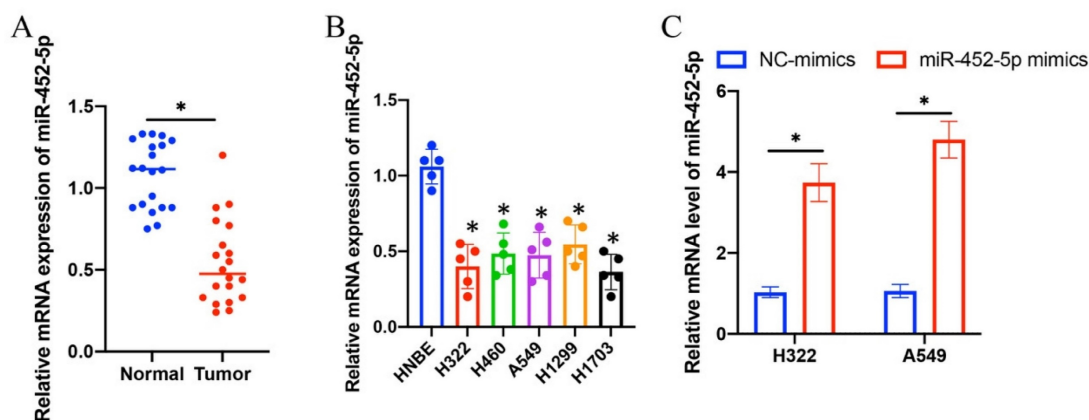 A
Relative mRNA expression of miR-452-5p
1.5
1.0
0.5
0.0
*
Normal Tumor
B
Relative mRNA expression of miR-452-5p
1.5
1.0
0.5
0.0
* * * * *
HNBE H322 H460 A549 H1299 H1703
C
NC-mimics miR-452-5p mimics
Relative mRNA level of miR-452-5p
6
4
2
0
* *
H322 A549